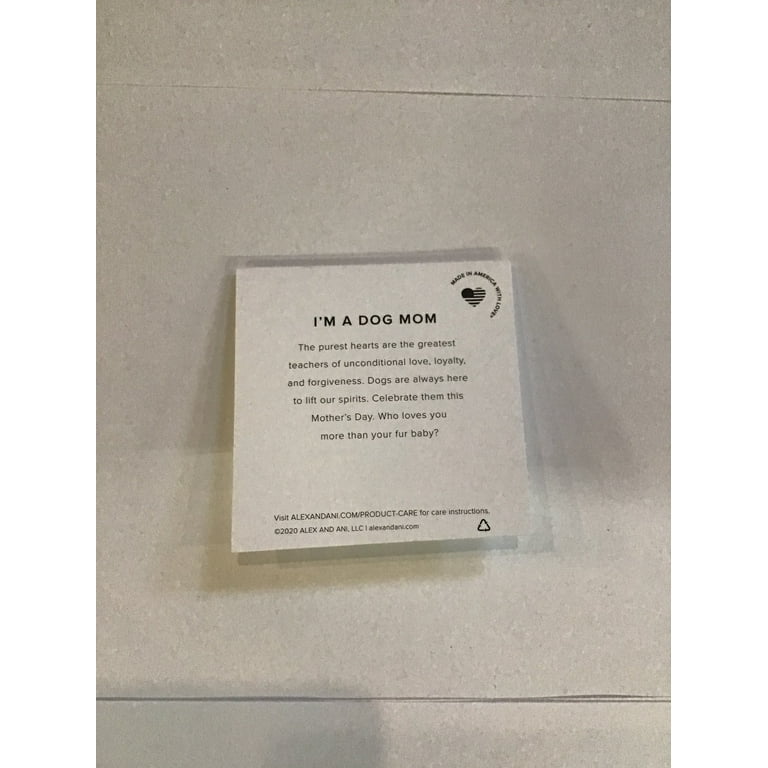 MADE IN AMERICA WITH LOVE®
I'M A DOG MOM
The purest hearts are the greatest
teachers of unconditional love, loyalty,
and forgiveness. Dogs are always here
to lift our spirits. Celebrate them this
Mother's Day. Who loves you
more than your fur baby?
Visit ALEXANDANI.COM/PRODUCT-CARE for care instructions.
©2020 ALEX AND ANI, LLC | alexandani.com